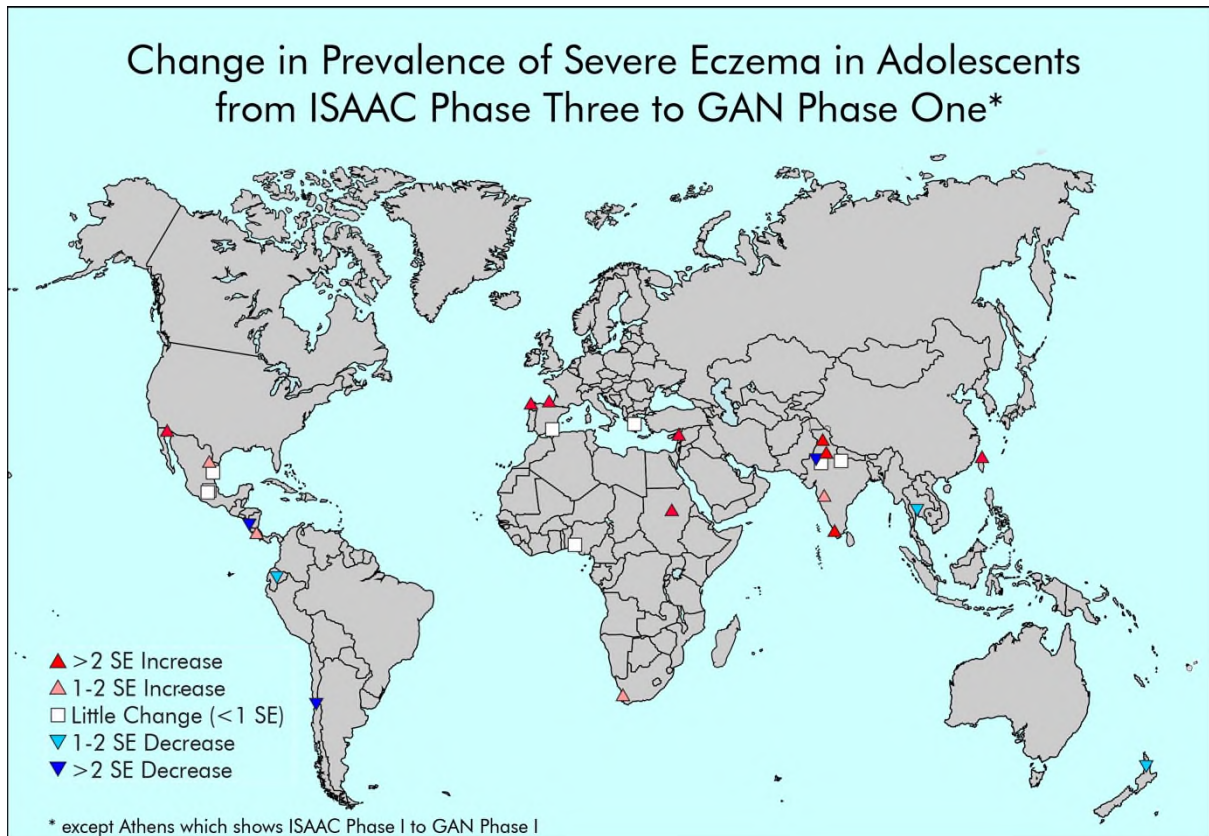 Change in Prevalence of Severe Eczema in Adolescents
from ISAAC Phase Three to GAN Phase One*
>2 SE Increase
1-2 SE Increase
Little Change (<1 SE)
1-2 SE Decrease
>2 SE Decrease
* except Athens which shows ISAAC Phase I to GAN Phase I